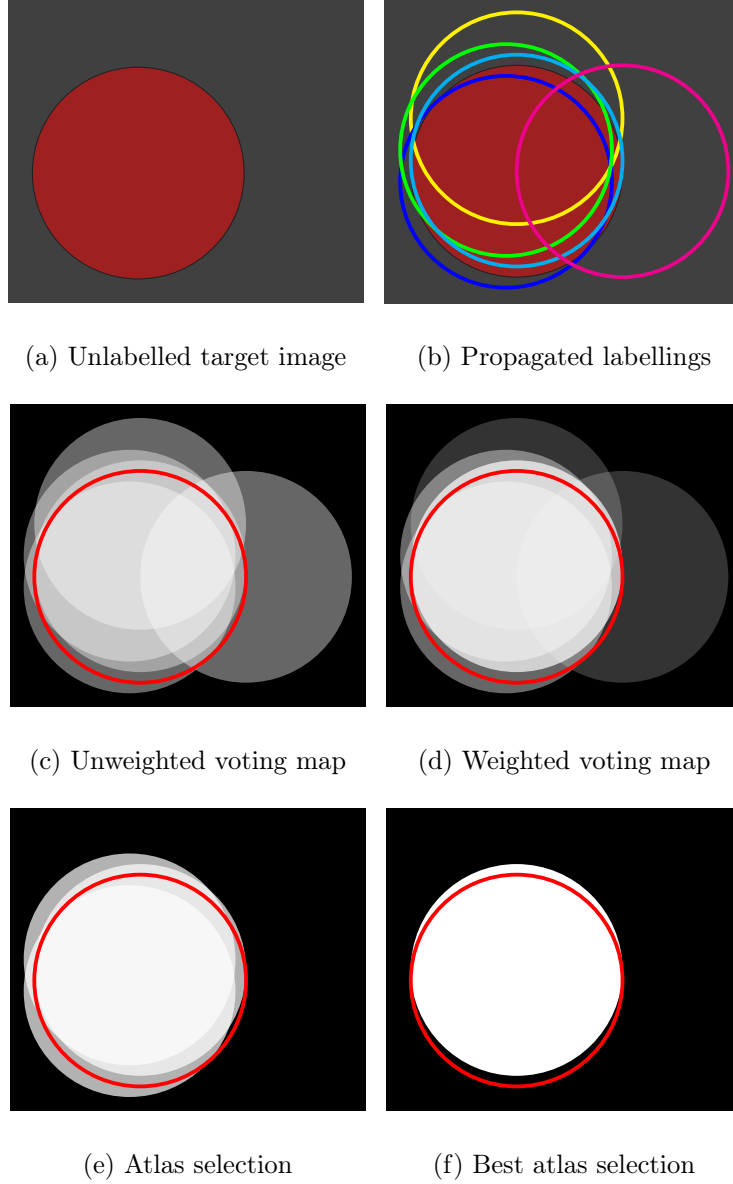 (a) Unlabelled target image
(b) Propagated labellings
(c) Unweighted voting map
(d) Weighted voting map
(e) Atlas selection
(f) Best atlas selection